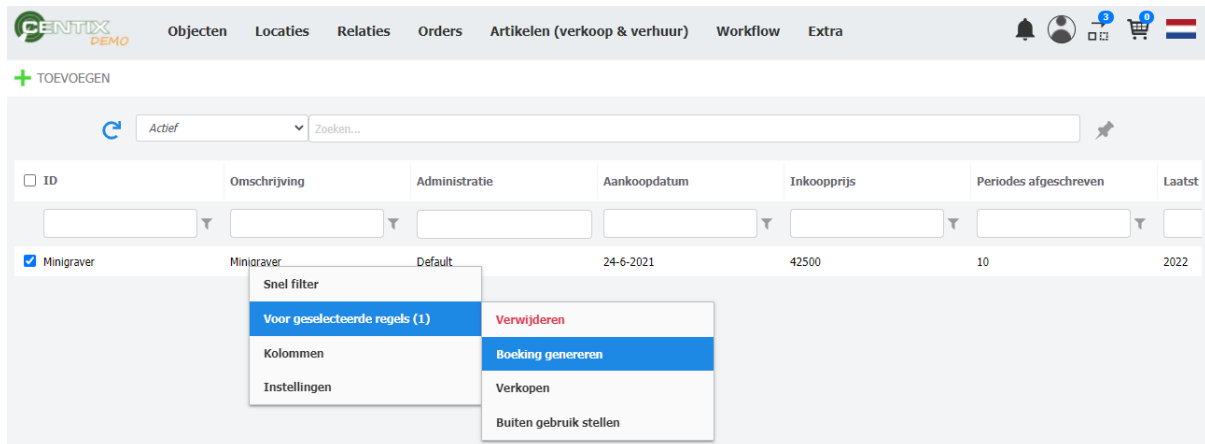 CENTIX
DEMO
Objecten Locaties Relaties Orders Artikelen (verkoop & verhuur) Workflow Extra 3 0
TOEVOEGEN
Actief Zoeken...
ID Omschrijving Administratie Aankoopdatum Inkoopprijs Periodes afgeschreven Laatst
Minigraver Minigraver Default 24-6-2021 42500 10 2022
Snel filter
Voor geselecteerde regels (1)
Kolommen
Instellingen
Verwijderen
Boeking genereren
Verkopen
Buiten gebruik stellen